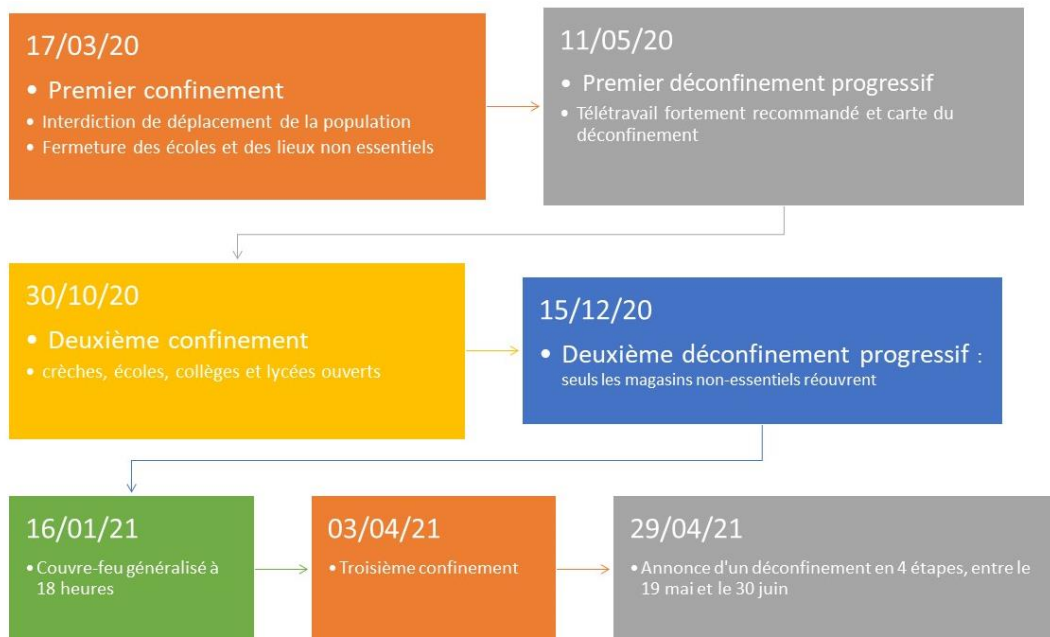 17/03/20
• Premier confinement
• Interdiction de déplacement de la population
• Fermeture des écoles et des lieux non essentiels
11/05/20
• Premier déconfinement progressif
• Télétravail fortement recommandé et carte du
déconfinement
30/10/20
• Deuxième confinement
• crèches, écoles, collèges et lycées ouverts
15/12/20
• Deuxième déconfinement progressif :
seuls les magasins non-essentiels réouvrent
16/01/21
• Couvre-feu généralisé à
18 heures
03/04/21
• Troisième confinement
29/04/21
• Annonce d'un déconfinement en 4 étapes, entre le
19 mai et le 30 juin